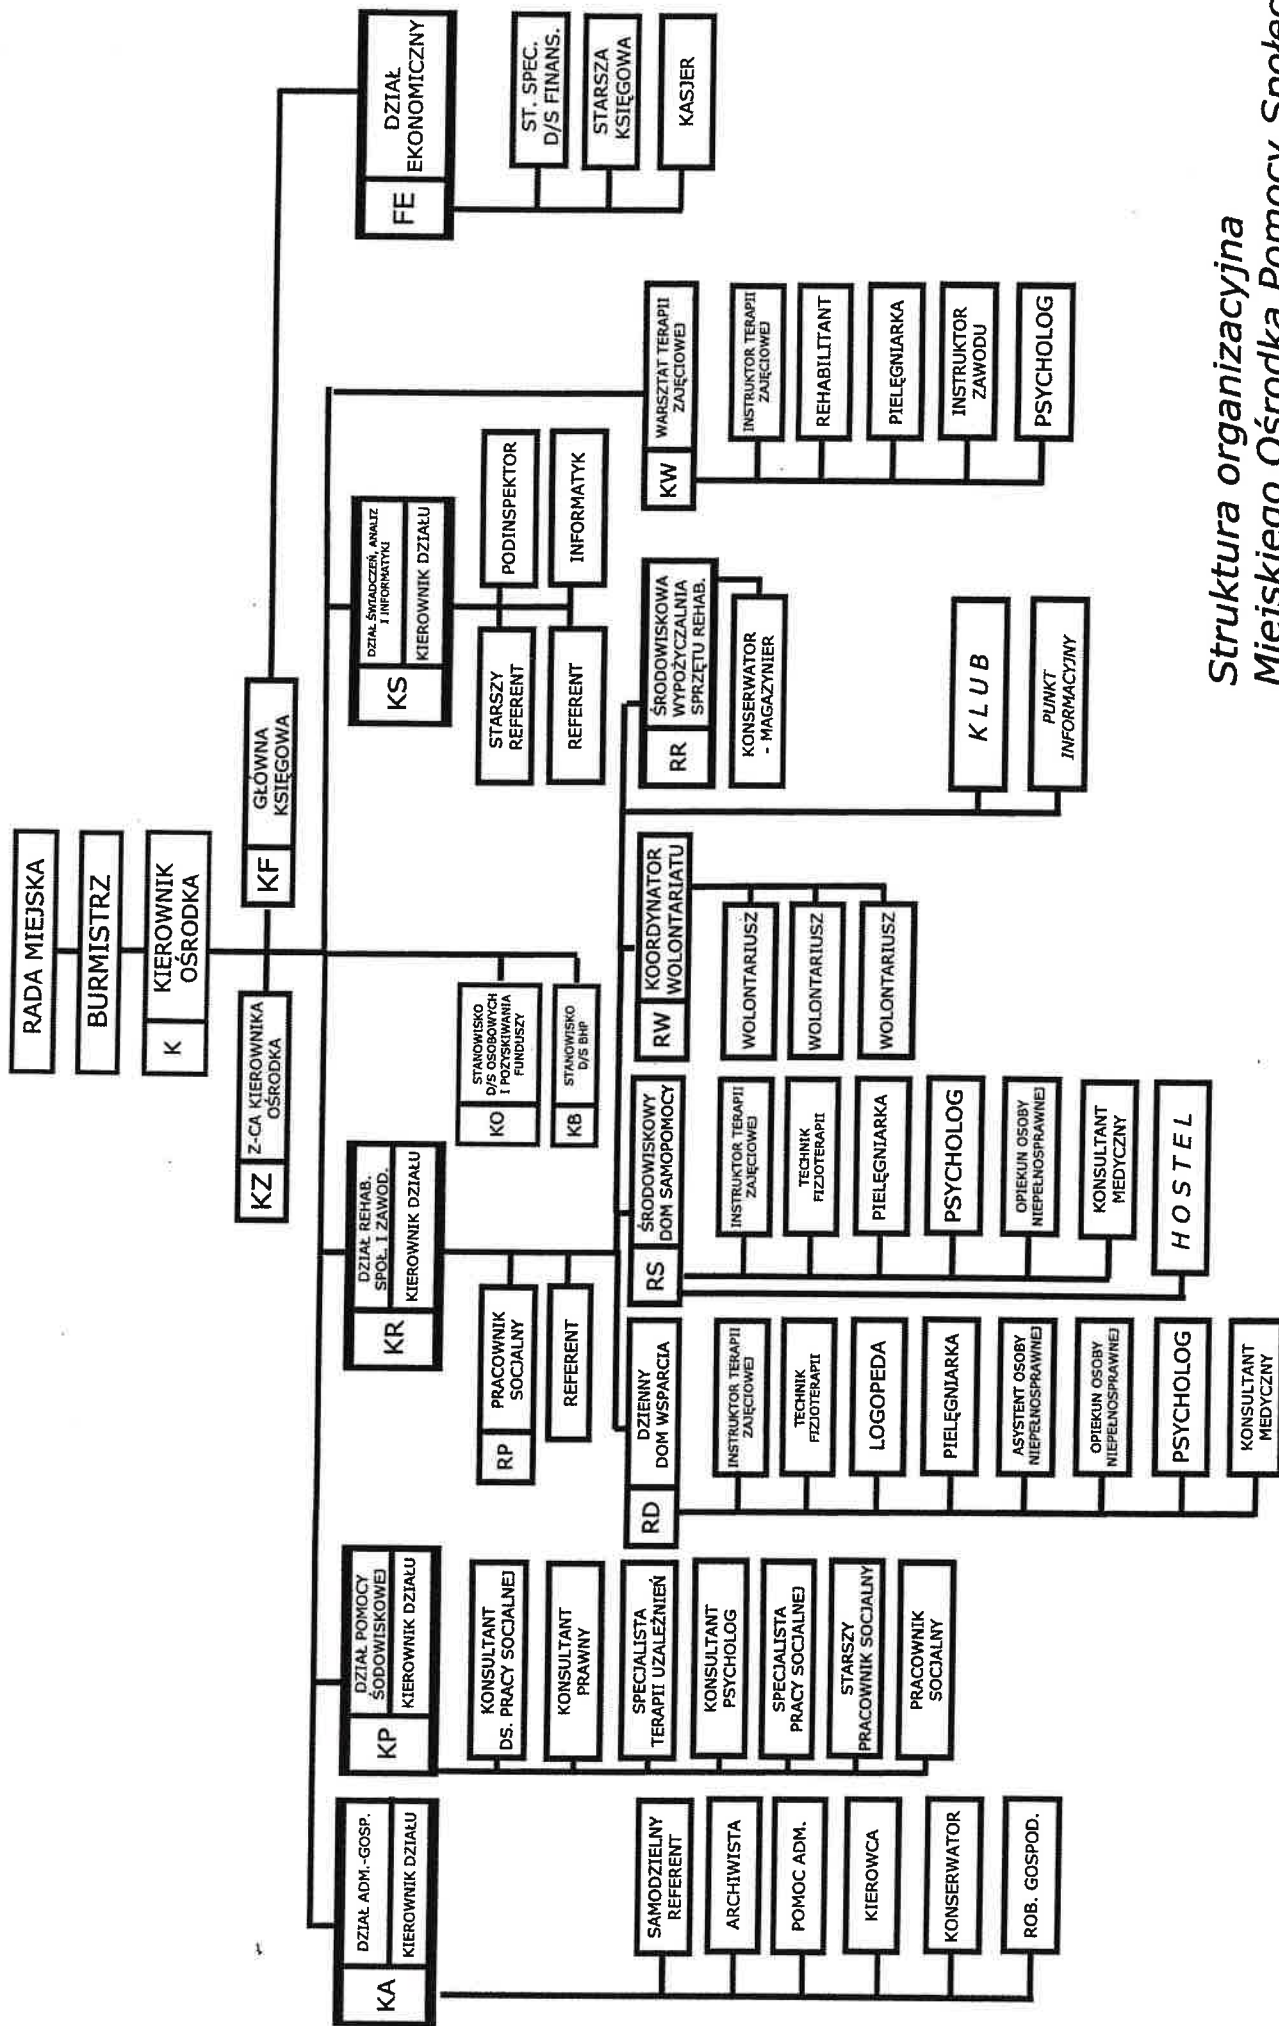 RADA MIEJSKA
BURMISTRZ
K
KIEROWNIK
OŚRODKA
KZ
Z-CA KIEROWNIKA
OŚRODKA
KF
GŁÓWNA
KSIĘGOWA
KA
DZIAŁ ADM.-GOSP.
KIEROWNIK DZIAŁU
SAMODZIELNY
REFERENT
ARCHIWISTA
POMOC ADM.
KIEROWCA
KONSERWATOR
ROB. GOSPOD.
KP
DZIAŁ POMOCY
ŚODOWISKOWEJ
KIEROWNIK DZIAŁU
KONSULTANT
DS. PRACY SOCJALNEJ
KONSULTANT
PRAWNY
SPECJALISTA
TERAPII UZALEŻNIEŃ
KONSULTANT
PSYCHOLOG
SPECJALISTA
PRACY SOCJALNEJ
STARSZY
PRACOWNIK SOCJALNY
PRACOWNIK
SOCJALNY
KR
DZIAŁ REHAB.
SPOŁ. I ZAWOD.
KIEROWNIK DZIAŁU
RP
PRACOWNIK
SOCJALNY
REFERENT
KO
STANOWISKO
D/S OSOBOWYCH
I POZYSKIWANIA
FUNDUSZY
KB
STANOWISKO
D/S BHP
KS
DZIAŁ ŚWIADCZEŃ, ANALIZ
I INFORMATYKI
KIEROWNIK DZIAŁU
STARSZY
REFERENT
PODINSPEKTOR
REFERENT
INFORMATYK
FE
DZIAŁ
EKONOMICZNY
ST. SPEC.
D/S FINANS.
STARSZA
KSIĘGOWA
KASJER
RD
DZIENNY
DOM WSPARCIA
INSTRUKTOR TERAPII
ZAJĘCIOWEJ
TECHNIK
FIZJOTERAPII
LOGOPEDA
PIELĘGNIARKA
ASYSTENT OSOBY
NIEPEŁNOSPRAWNEJ
OPIEKUN OSOBY
NIEPEŁNOSPRAWNEJ
PSYCHOLOG
KONSULTANT
MEDYCZNY
RS
ŚRODOWISKOWY
DOM SAMOPOMOCY
INSTRUKTOR TERAPII
ZAJĘCIOWEJ
TECHNIK
FIZJOTERAPII
PIELĘGNIARKA
PSYCHOLOG
OPIEKUN OSOBY
NIEPEŁNOSPRAWNEJ
KONSULTANT
MEDYCZNY
HOSTEL
RW
KOORDYNATOR
WOLONTARIATU
WOLONTARIUSZ
WOLONTARIUSZ
WOLONTARIUSZ
RR
ŚRODOWISKOWA
WYPOŻYCZALNIA
SPRZĘTU REHAB.
KONSERWATOR
- MAGAZYNIER
KLUB
PUNKT
INFORMACYJNY
KW
WARSZTAT TERAPII
ZAJĘCIOWEJ
INSTRUKTOR TERAPII
ZAJĘCIOWEJ
REHABILITANT
PIELĘGNIARKA
INSTRUKTOR
ZAWODU
PSYCHOLOG
Struktura organizacyjna
Miejskiego Ośrodka Pomocy Społec